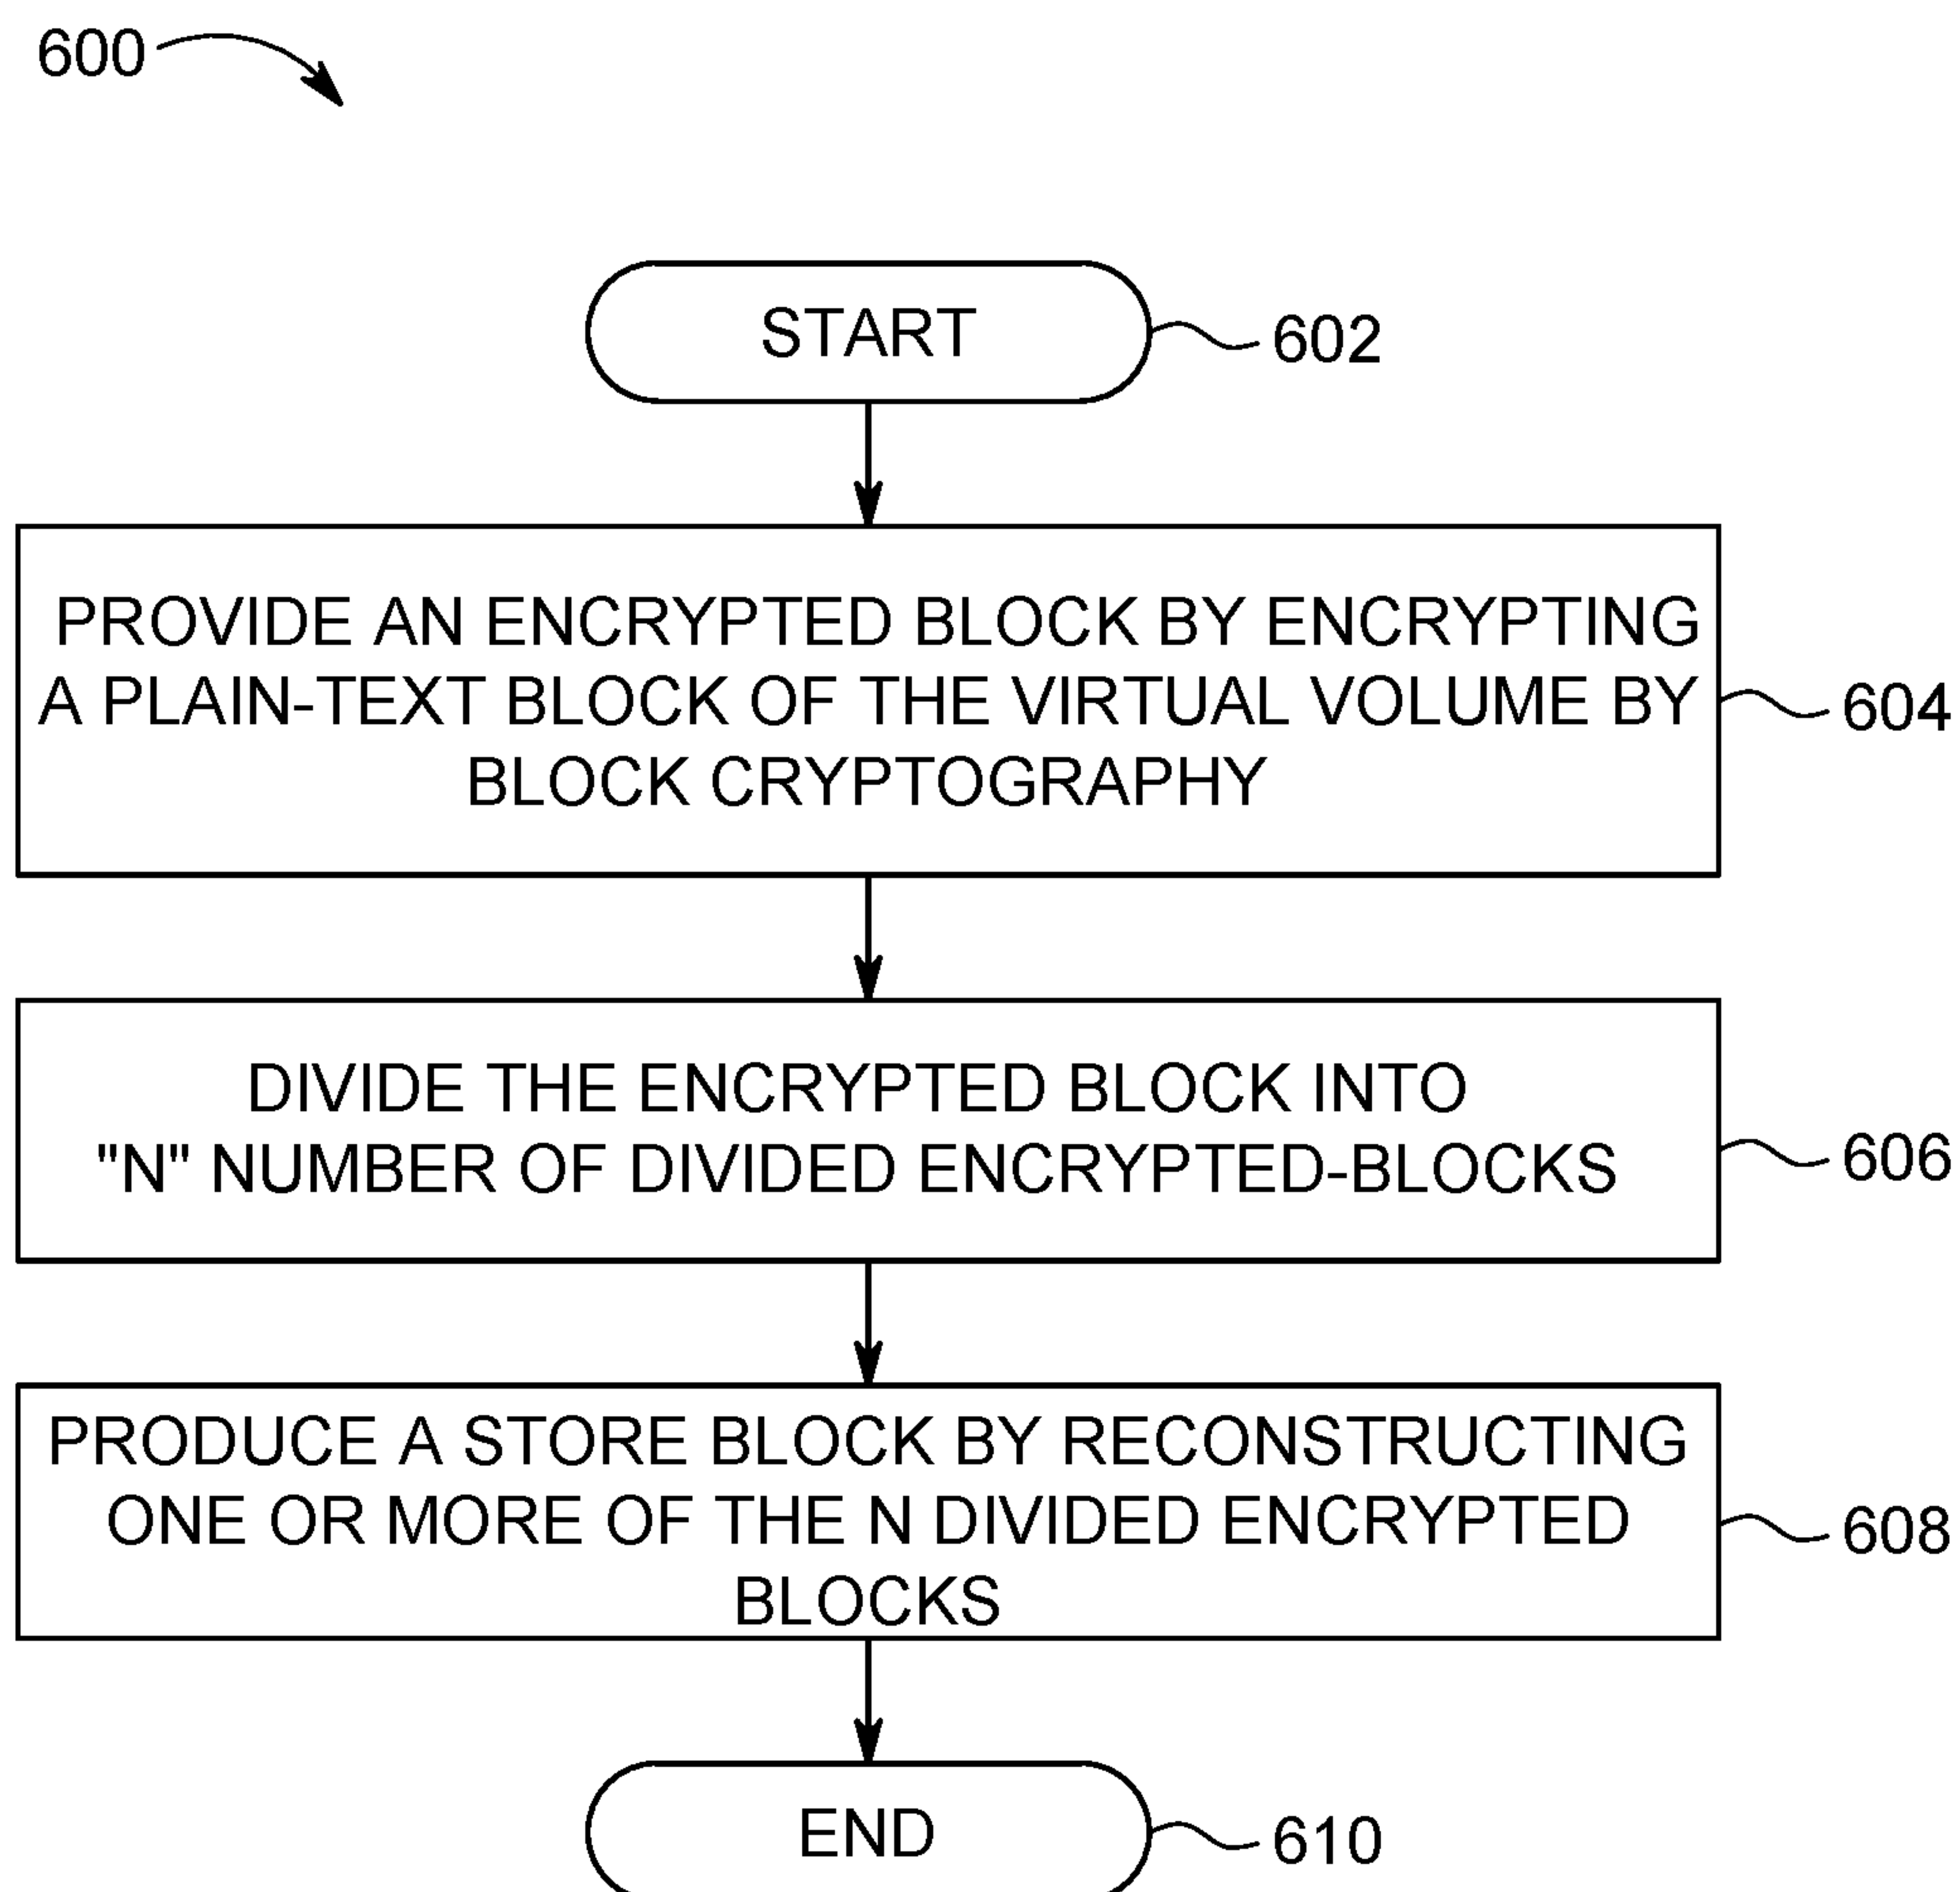 600
START
602
PROVIDE AN ENCRYPTED BLOCK BY ENCRYPTING
A PLAIN-TEXT BLOCK OF THE VIRTUAL VOLUME BY
BLOCK CRYPTOGRAPHY
604
DIVIDE THE ENCRYPTED BLOCK INTO
"N" NUMBER OF DIVIDED ENCRYPTED-BLOCKS
606
PRODUCE A STORE BLOCK BY RECONSTRUCTING
ONE OR MORE OF THE N DIVIDED ENCRYPTED
BLOCKS
608
END
610